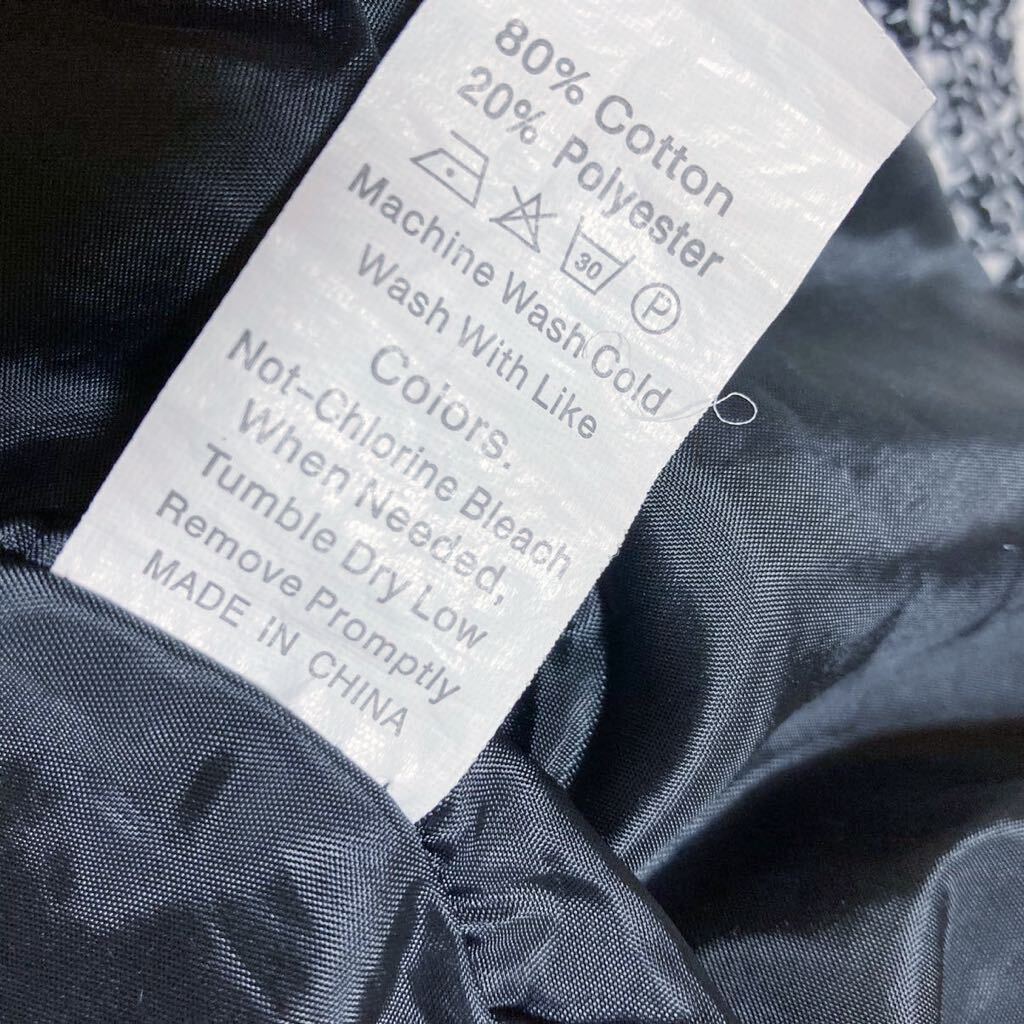 80% Cotton
20% Polyester
30 P
Machine Wash Cold
Wash With Like
Colors.
Not-Chlorine Bleach
When Needed,
Tumble Dry Low
Remove Promptly
MADE IN CHINA